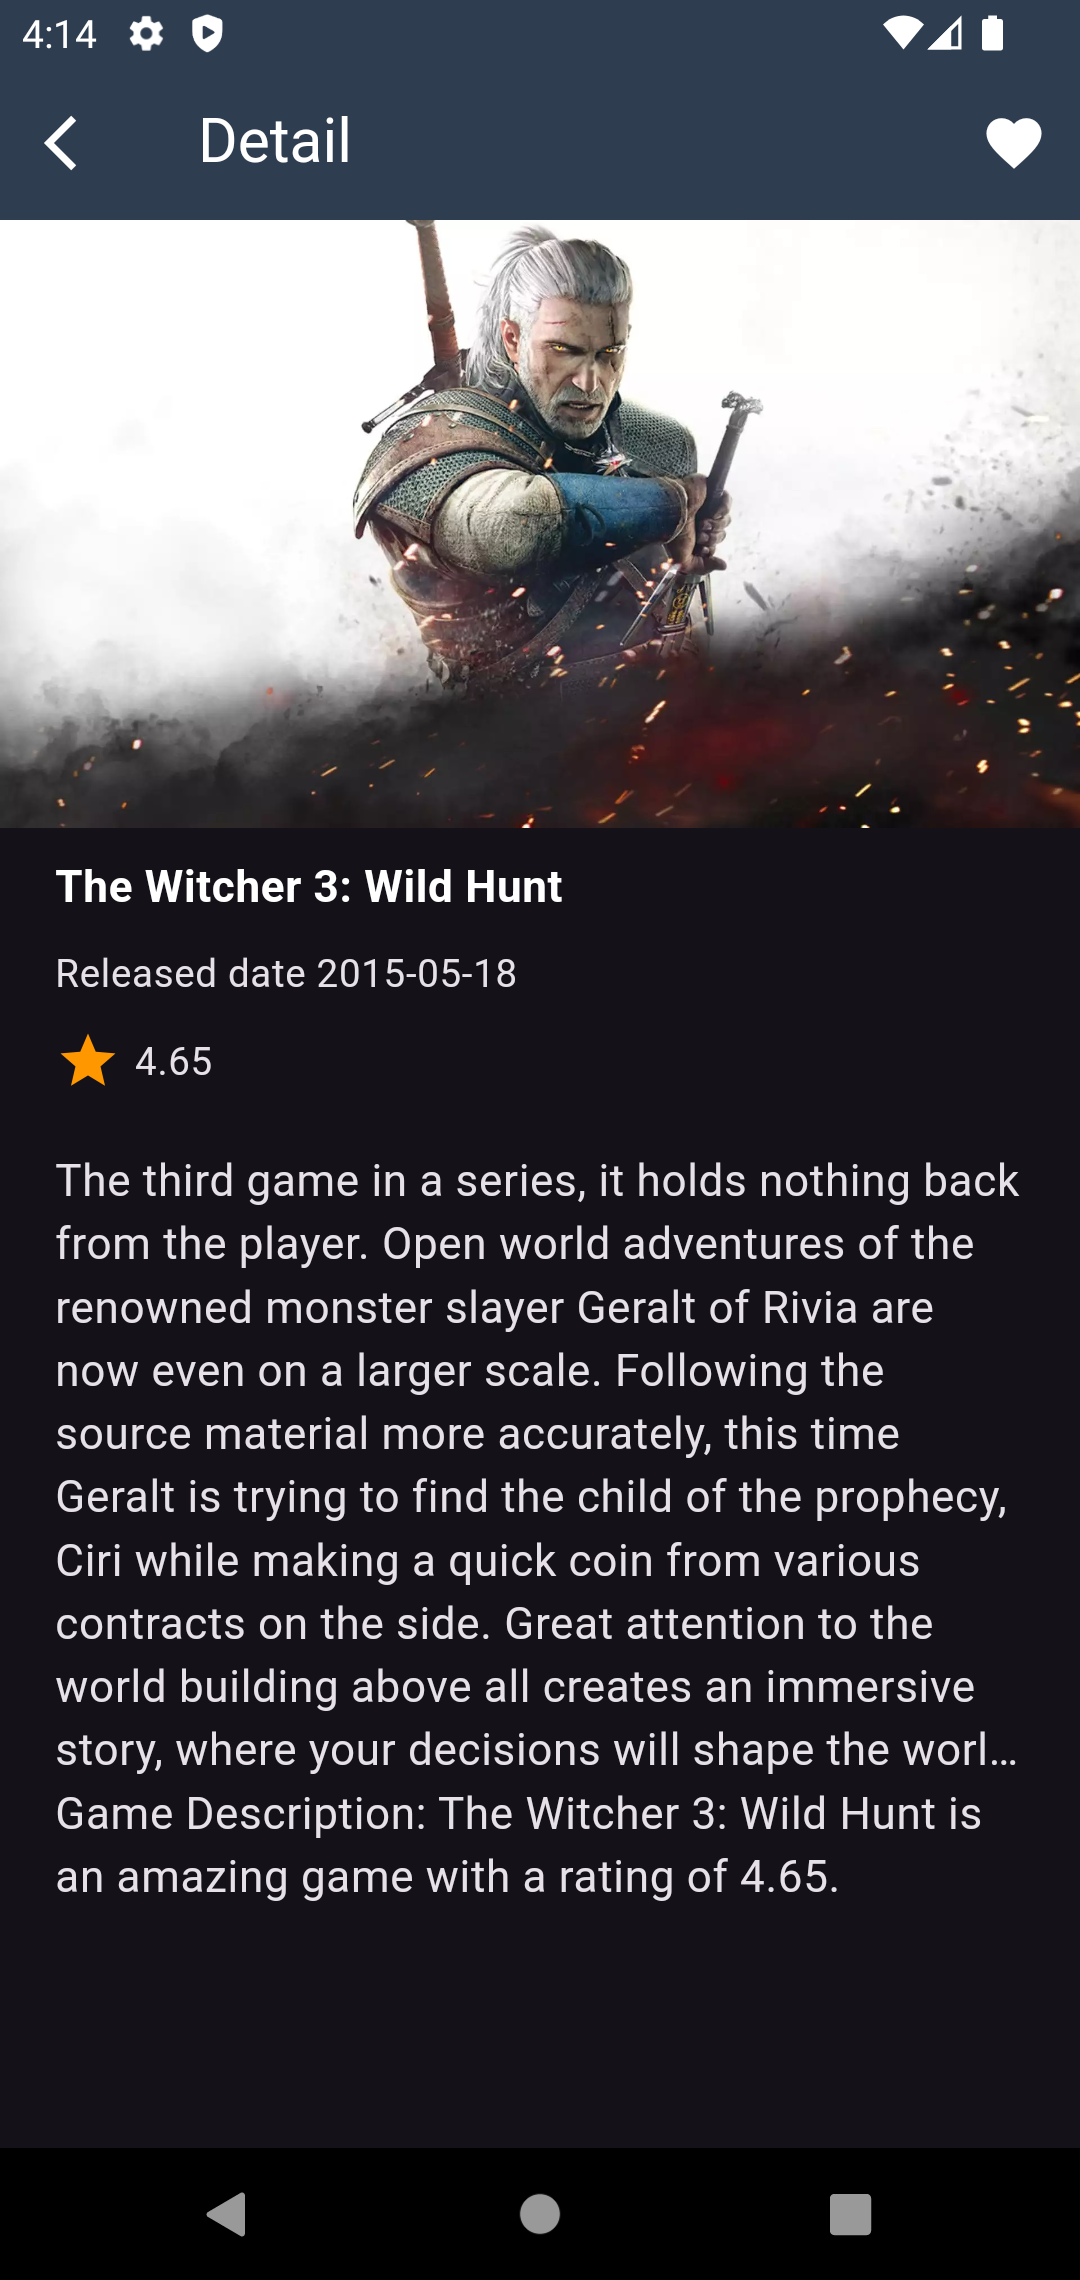 4:14
Detail
The Witcher 3: Wild Hunt
Released date 2015-05-18
4.65
The third game in a series, it holds nothing back
from the player. Open world adventures of the
renowned monster slayer Geralt of Rivia are
now even on a larger scale. Following the
source material more accurately, this time
Geralt is trying to find the child of the prophecy,
Ciri while making a quick coin from various
contracts on the side. Great attention to the
world building above all creates an immersive
story, where your decisions will shape the worl…
Game Description: The Witcher 3: Wild Hunt is
an amazing game with a rating of 4.65.